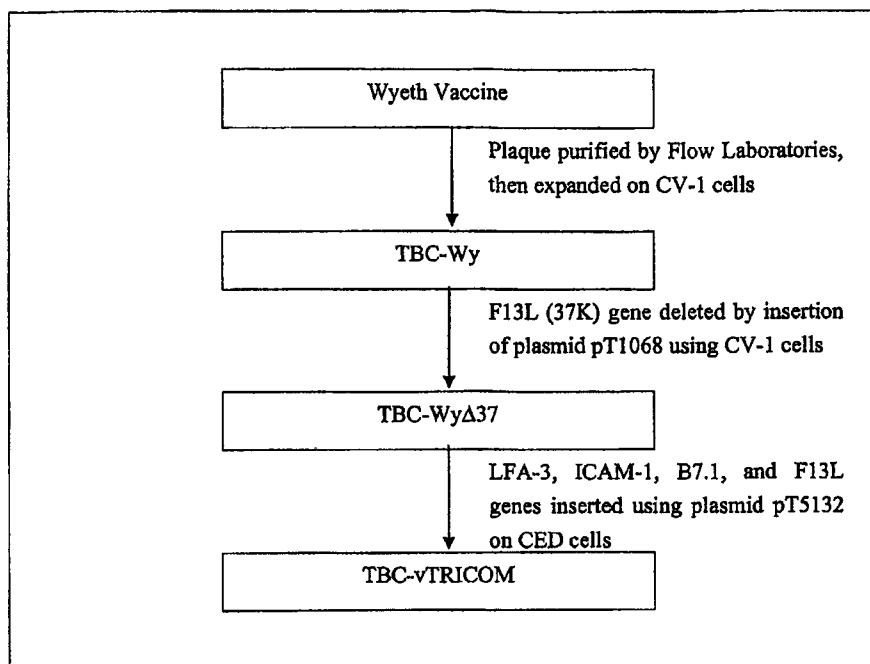 Wyeth Vaccine
Plaque purified by Flow Laboratories,
then expanded on CV-1 cells
TBC-Wy
F13L (37K) gene deleted by insertion
of plasmid pT1068 using CV-1 cells
TBC-WyΔ37
LFA-3, ICAM-1, B7.1, and F13L
genes inserted using plasmid pT5132
on CED cells
TBC-vTRICOM